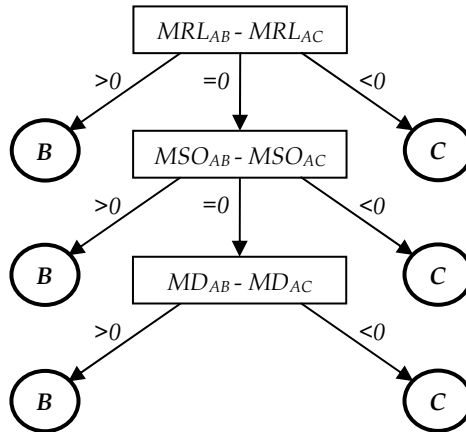 MRL_AB - MRL_AC
>0 =0 <0
B C
MSO_AB - MSO_AC
>0 =0 <0
B C
MD_AB - MD_AC
>0 <0
B C